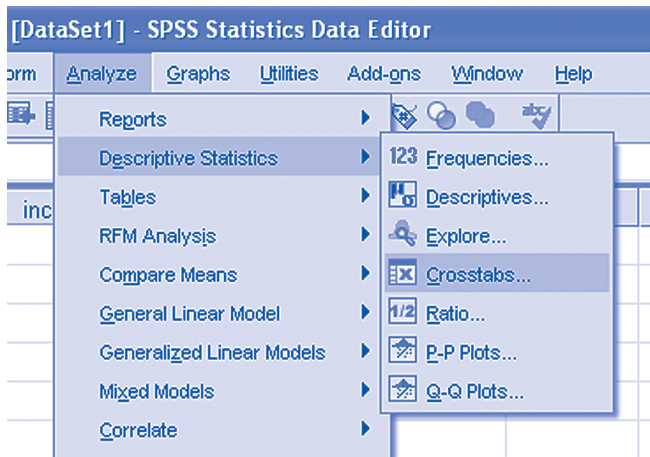 [DataSet1] - SPSS Statistics Data Editor
orm Analyze Graphs Utilities Add-ons Window Help
Reports
Descriptive Statistics
Tables
RFM Analysis
Compare Means
General Linear Model
Generalized Linear Models
Mixed Models
Correlate
inc
123 Frequencies...
μ σ Descriptives...
Explore...
X Crosstabs...
1/2 Ratio...
P-P Plots...
Q-Q Plots...
abc